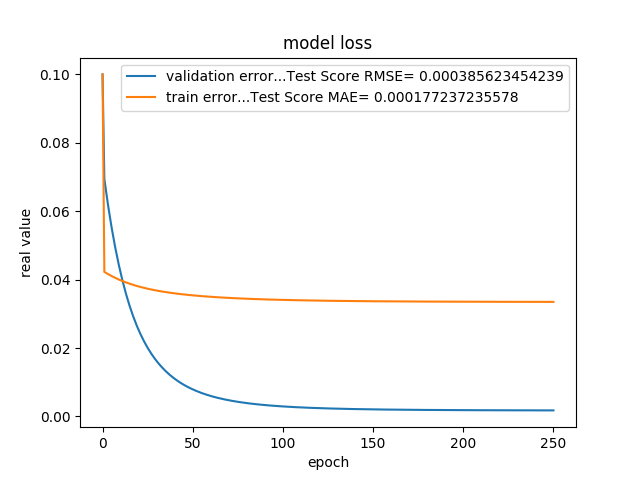 model loss
validation error...Test Score RMSE= 0.000385623454239
train error...Test Score MAE= 0.000177237235578
real value
0.10
0.08
0.06
0.04
0.02
0.00
0 50 100 150 200 250
epoch